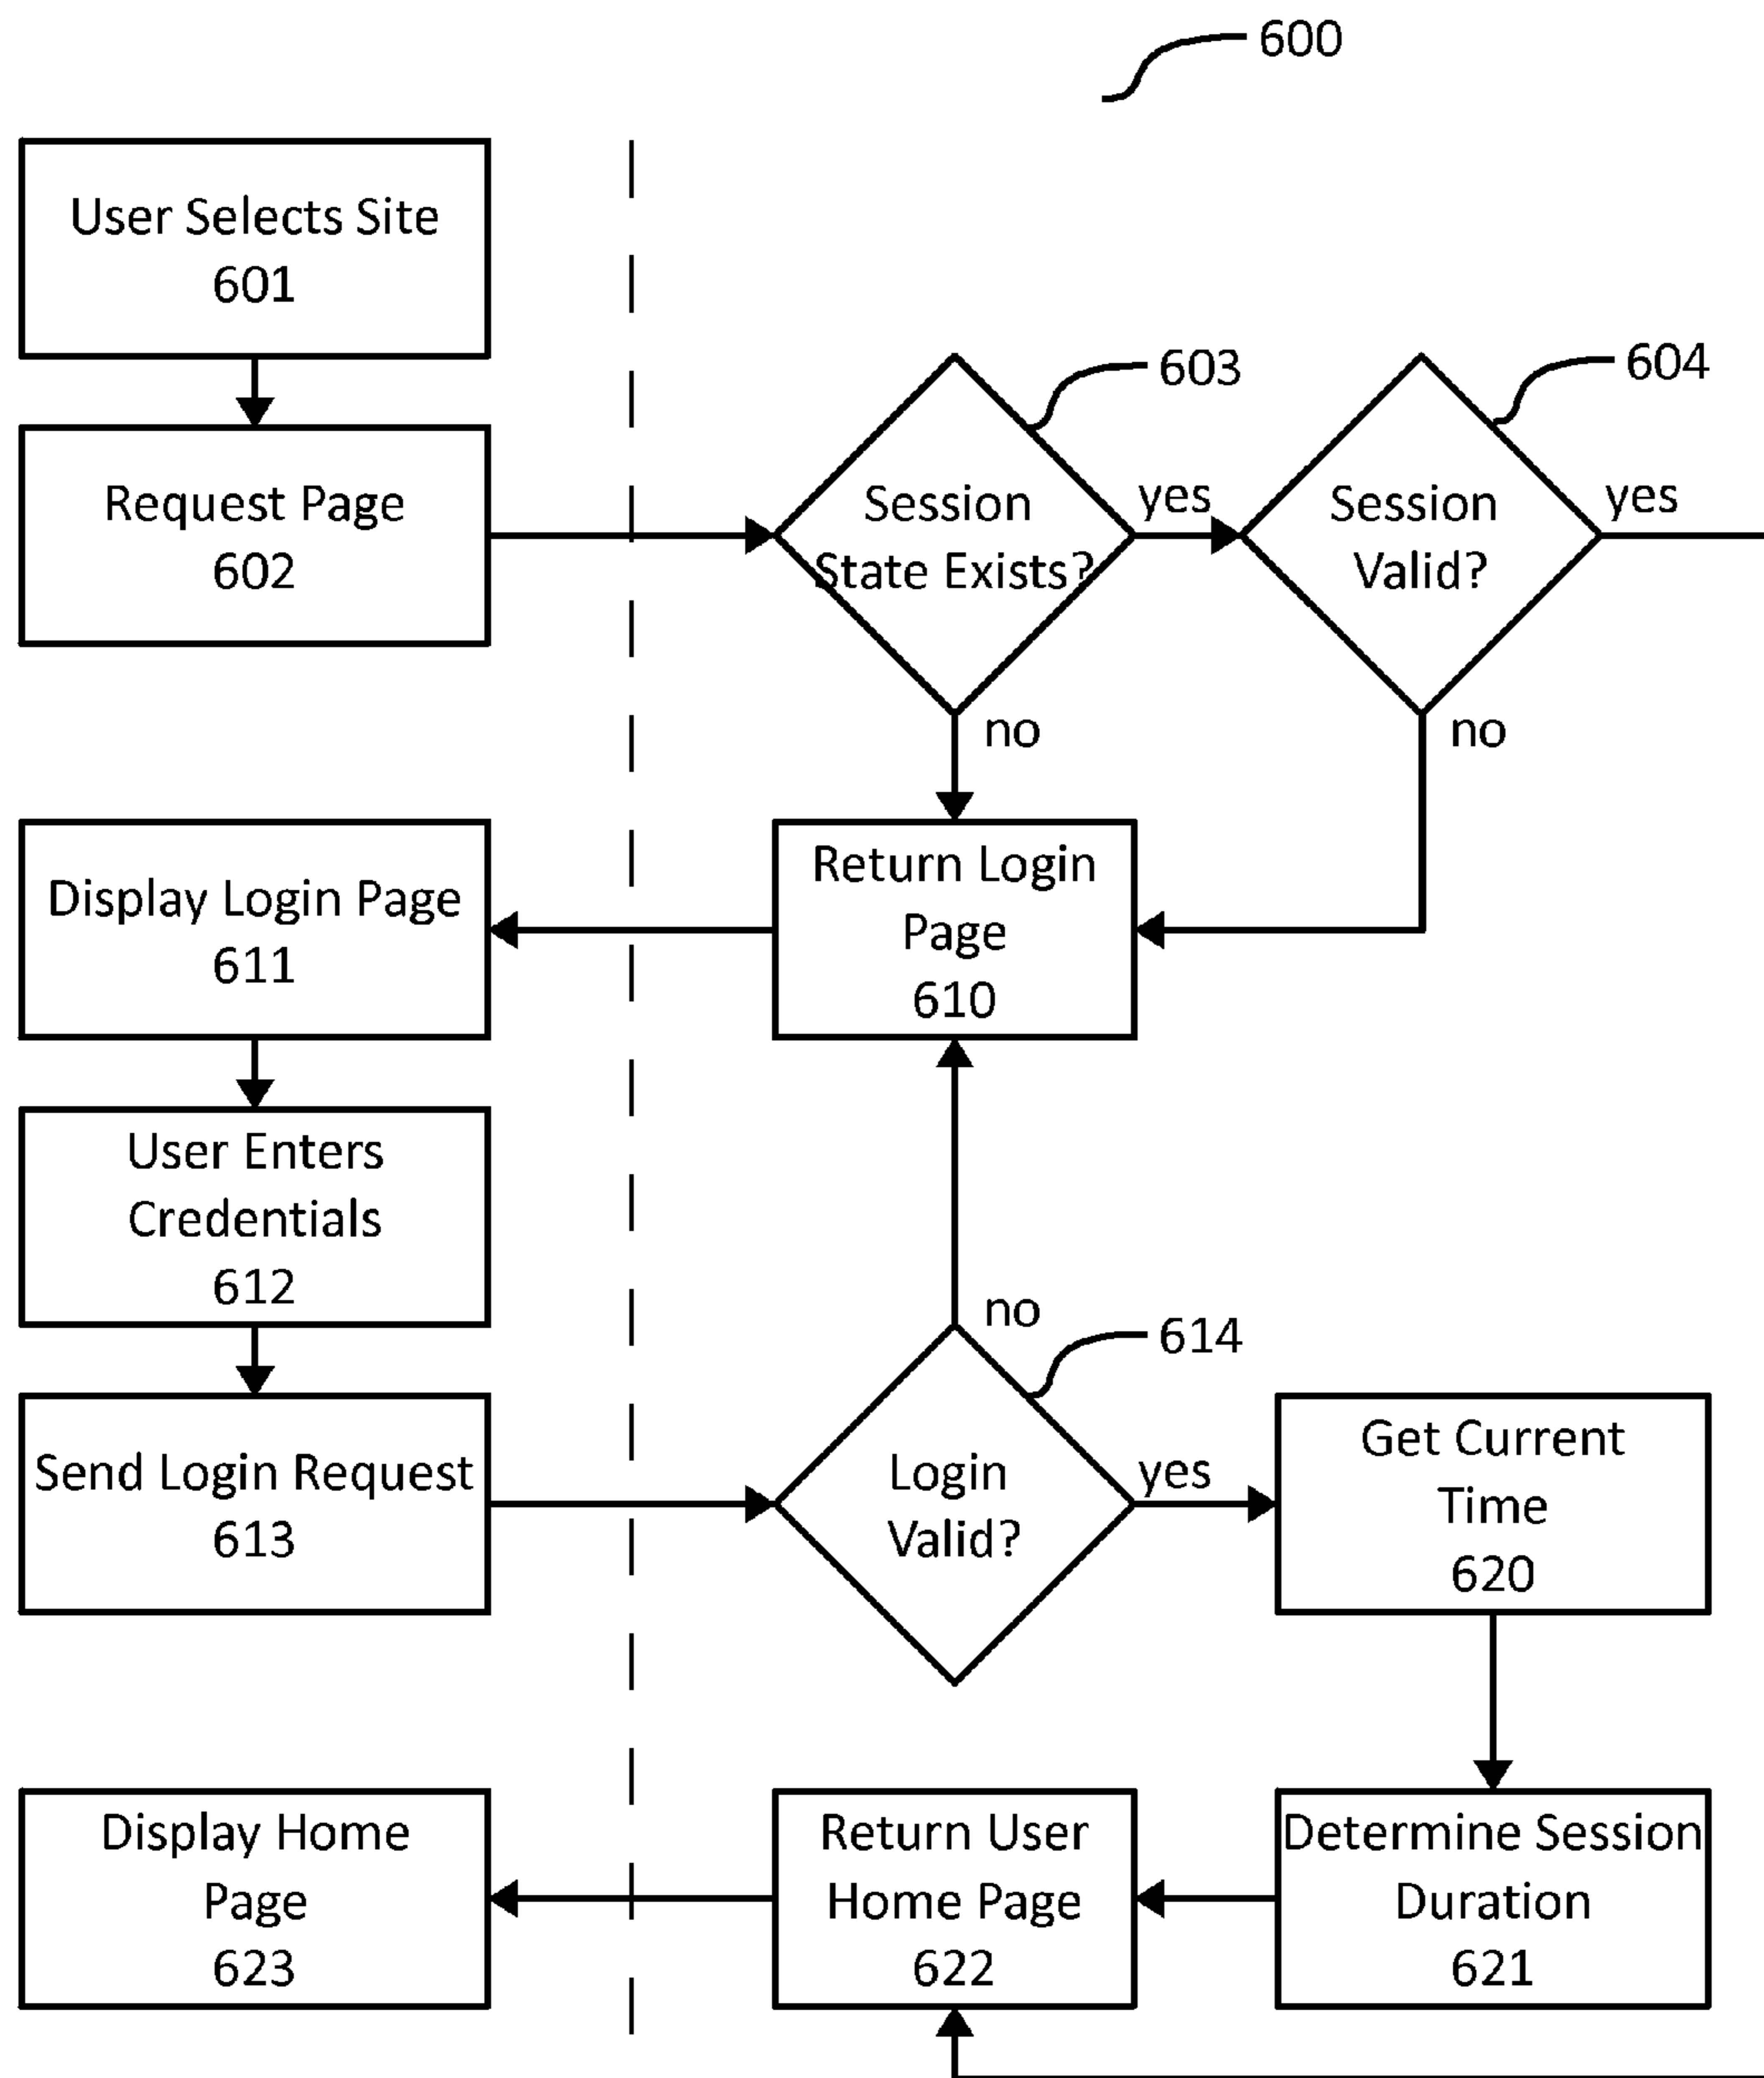 600
User Selects Site
601
Request Page
602
603
Session
State Exists?
yes
604
Session
Valid?
yes
no
no
Return Login
Page
610
Display Login Page
611
User Enters
Credentials
612
Send Login Request
613
no
614
Login
Valid?
yes
Get Current
Time
620
Determine Session
Duration
621
Return User
Home Page
622
Display Home
Page
623